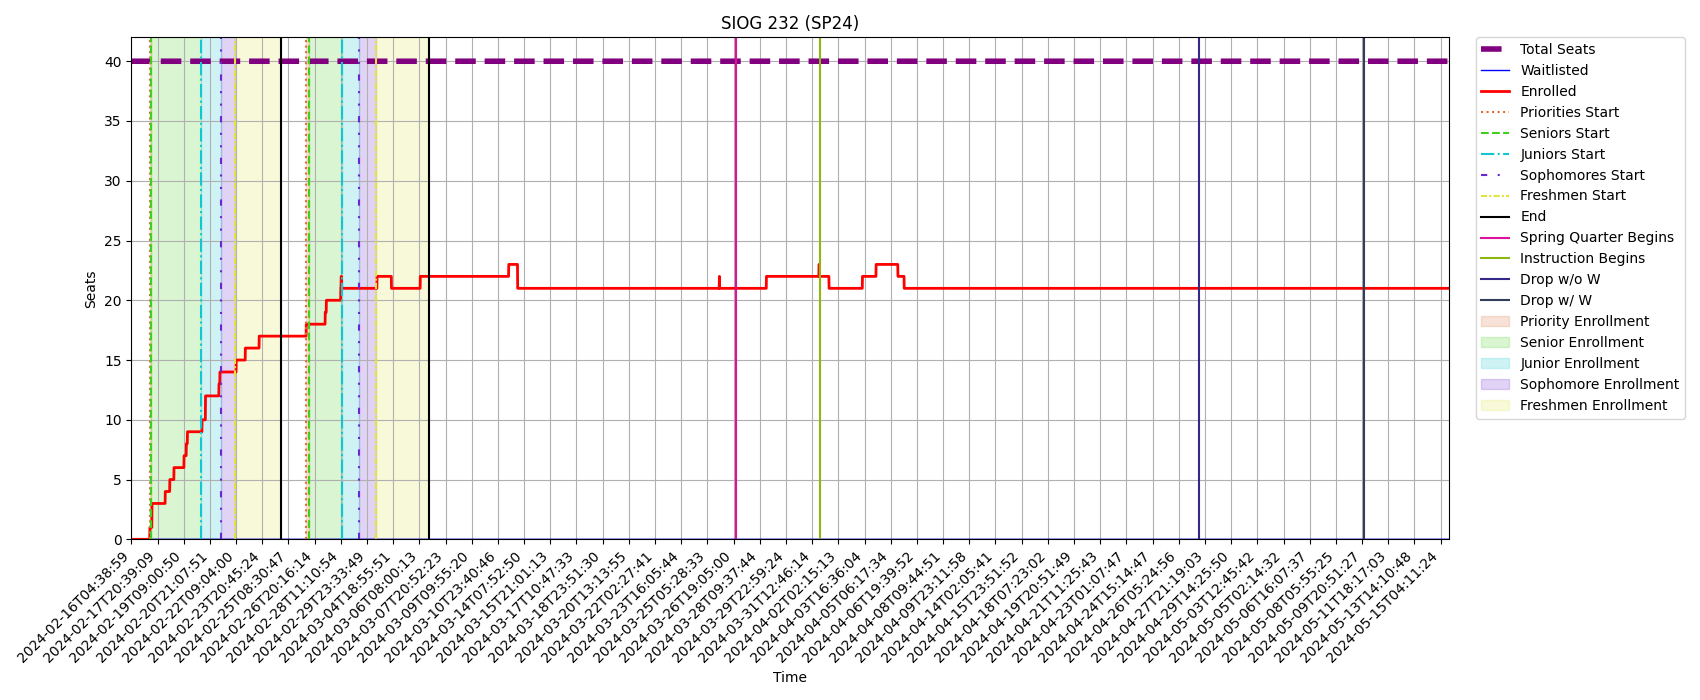 SIOG 232 (SP24)
Seats
40
35
30
25
20
15
10
5
0
2024-02-16T04:38:59
2024-02-17T20:39:09
2024-02-19T09:00:50
2024-02-20T21:07:51
2024-02-22T09:04:00
2024-02-23T20:45:24
2024-02-25T08:30:47
2024-02-26T20:16:14
2024-02-28T11:10:54
2024-02-29T23:33:49
2024-03-04T18:55:51
2024-03-06T08:00:13
2024-03-07T20:52:23
2024-03-09T09:55:20
2024-03-10T23:40:46
2024-03-14T07:52:50
2024-03-15T21:01:13
2024-03-17T10:47:33
2024-03-18T23:51:30
2024-03-20T13:13:55
2024-03-22T02:27:41
2024-03-23T16:05:44
2024-03-25T05:28:33
2024-03-26T19:05:00
2024-03-28T09:37:44
2024-03-29T22:59:24
2024-03-31T12:46:14
2024-04-02T02:15:13
2024-04-03T16:36:04
2024-04-05T06:17:34
2024-04-06T19:39:52
2024-04-08T09:44:51
2024-04-09T23:11:58
2024-04-14T02:05:41
2024-04-15T23:51:52
2024-04-18T07:23:02
2024-04-19T20:51:49
2024-04-21T11:25:43
2024-04-23T01:07:47
2024-04-24T15:14:47
2024-04-26T05:24:56
2024-04-27T21:19:03
2024-04-29T14:25:50
2024-05-03T12:45:42
2024-05-05T02:14:32
2024-05-06T16:07:37
2024-05-08T05:55:25
2024-05-09T20:51:27
2024-05-11T18:17:03
2024-05-13T14:10:48
2024-05-15T04:11:24
Time
Total Seats
Waitlisted
Enrolled
Priorities Start
Seniors Start
Juniors Start
Sophomores Start
Freshmen Start
End
Spring Quarter Begins
Instruction Begins
Drop w/o W
Drop w/ W
Priority Enrollment
Senior Enrollment
Junior Enrollment
Sophomore Enrollment
Freshmen Enrollment